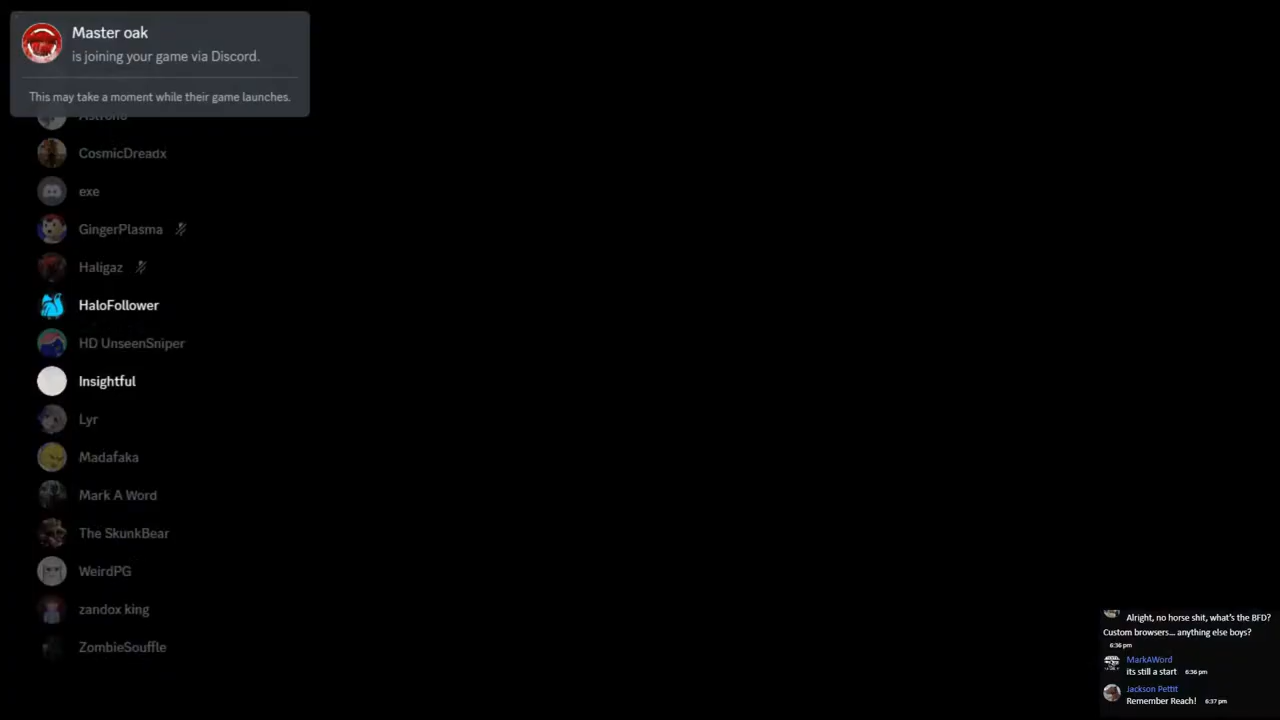 Master oak
is joining your game via Discord.
This may take a moment while their game launches.
Astrono
CosmicDreadx
exe
GingerPlasma
Haligaz
HaloFollower
HD UnseenSniper
Insightful
Lyr
Madafaka
Mark A Word
The SkunkBear
WeirdPG
zandox king
ZombieSouffle
Alright, no horse shit, what's the BFD?
Custom browsers... anything else boys?
6:36 pm
MarkAWord
its still a start 6:36 pm
Jackson Pettit
Remember Reach! 6:37 pm